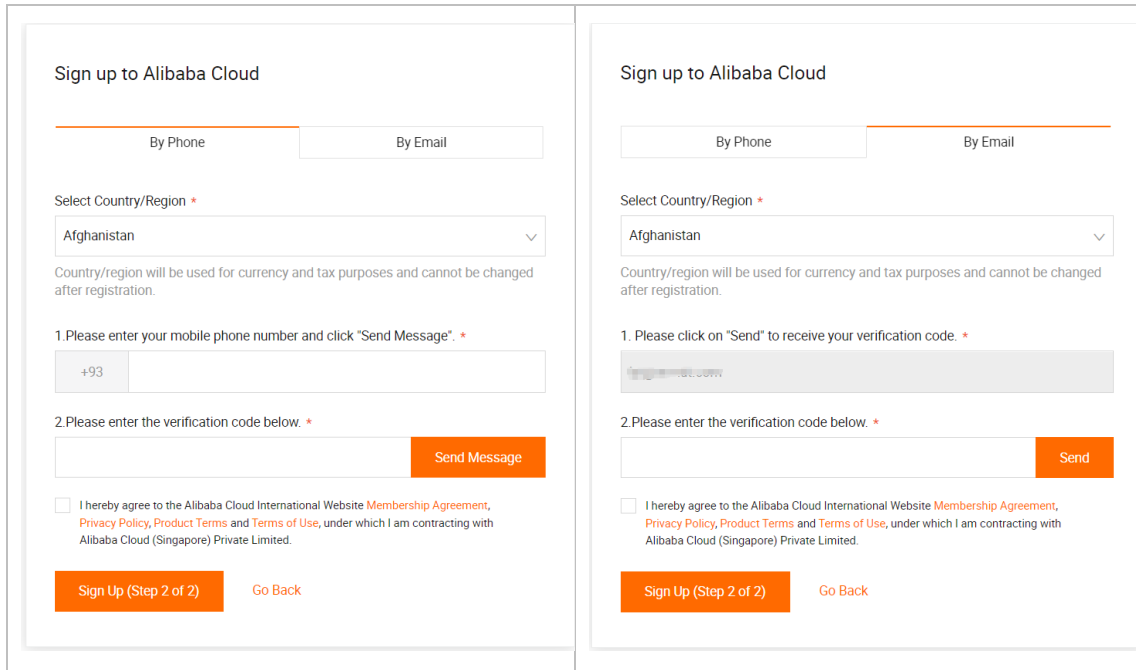 Sign up to Alibaba Cloud
By Phone
By Email
Select Country/Region *
Afghanistan
Country/region will be used for currency and tax purposes and cannot be changed
after registration.
1.Please enter your mobile phone number and click "Send Message". *
+93
2.Please enter the verification code below. *
Send Message
I hereby agree to the Alibaba Cloud International Website Membership Agreement,
Privacy Policy, Product Terms and Terms of Use, under which I am contracting with
Alibaba Cloud (Singapore) Private Limited.
Sign Up (Step 2 of 2)
Go Back
Sign up to Alibaba Cloud
By Phone
By Email
Select Country/Region *
Afghanistan
Country/region will be used for currency and tax purposes and cannot be changed
after registration.
1. Please click on "Send" to receive your verification code. *
2.Please enter the verification code below. *
Send
I hereby agree to the Alibaba Cloud International Website Membership Agreement,
Privacy Policy, Product Terms and Terms of Use, under which I am contracting with
Alibaba Cloud (Singapore) Private Limited.
Sign Up (Step 2 of 2)
Go Back